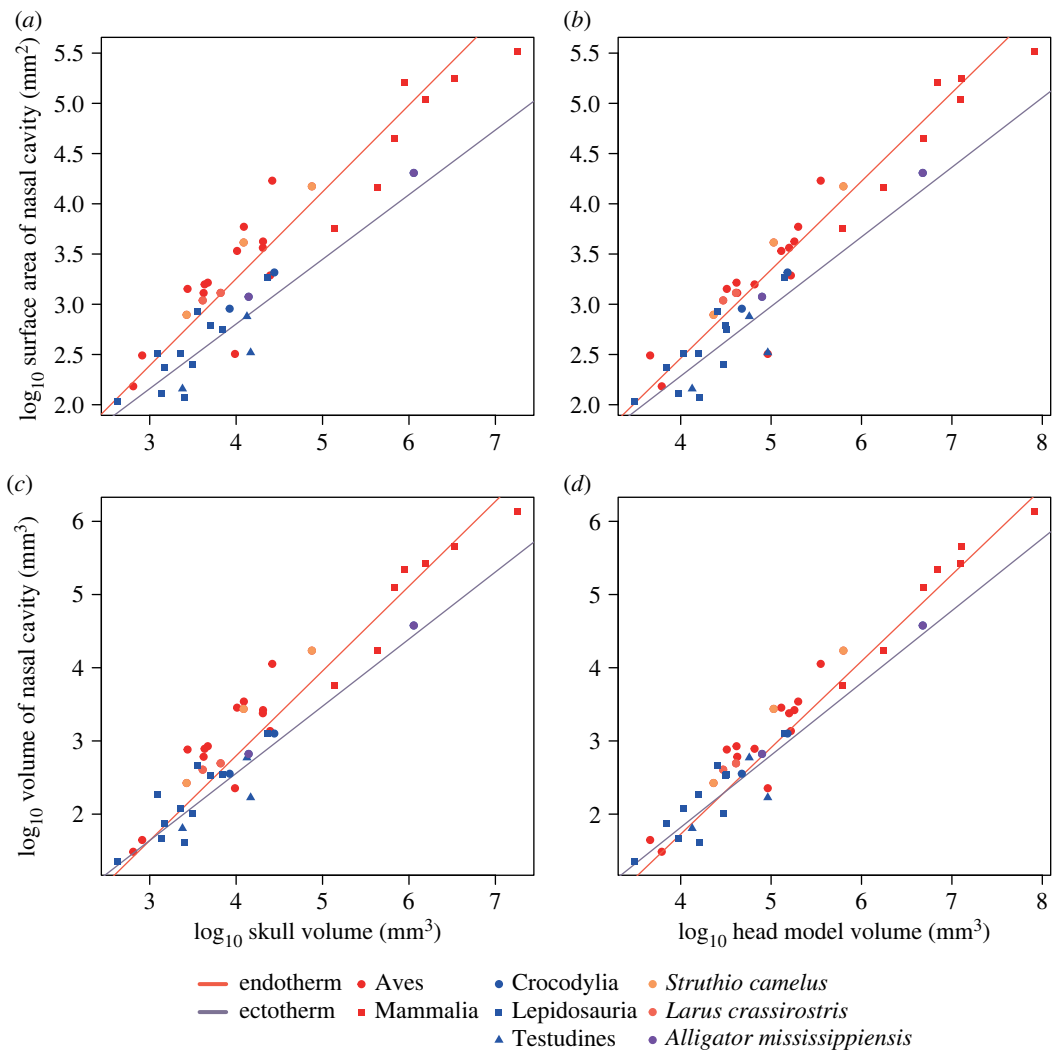 (a)
(b)
log10 surface area of nasal cavity (mm2)
5.5
5.0
4.5
4.0
3.5
3.0
2.5
2.0
3 4 5 6 7
4 5 6 7 8
(c)
(d)
log10 volume of nasal cavity (mm3)
6
5
4
3
2
3 4 5 6 7
4 5 6 7 8
log10 skull volume (mm3)
log10 head model volume (mm3)
endotherm Aves Crocodylia Struthio camelus
ectotherm Mammalia Lepidosauria Larus crassirostris
Testudines Alligator mississippiensis